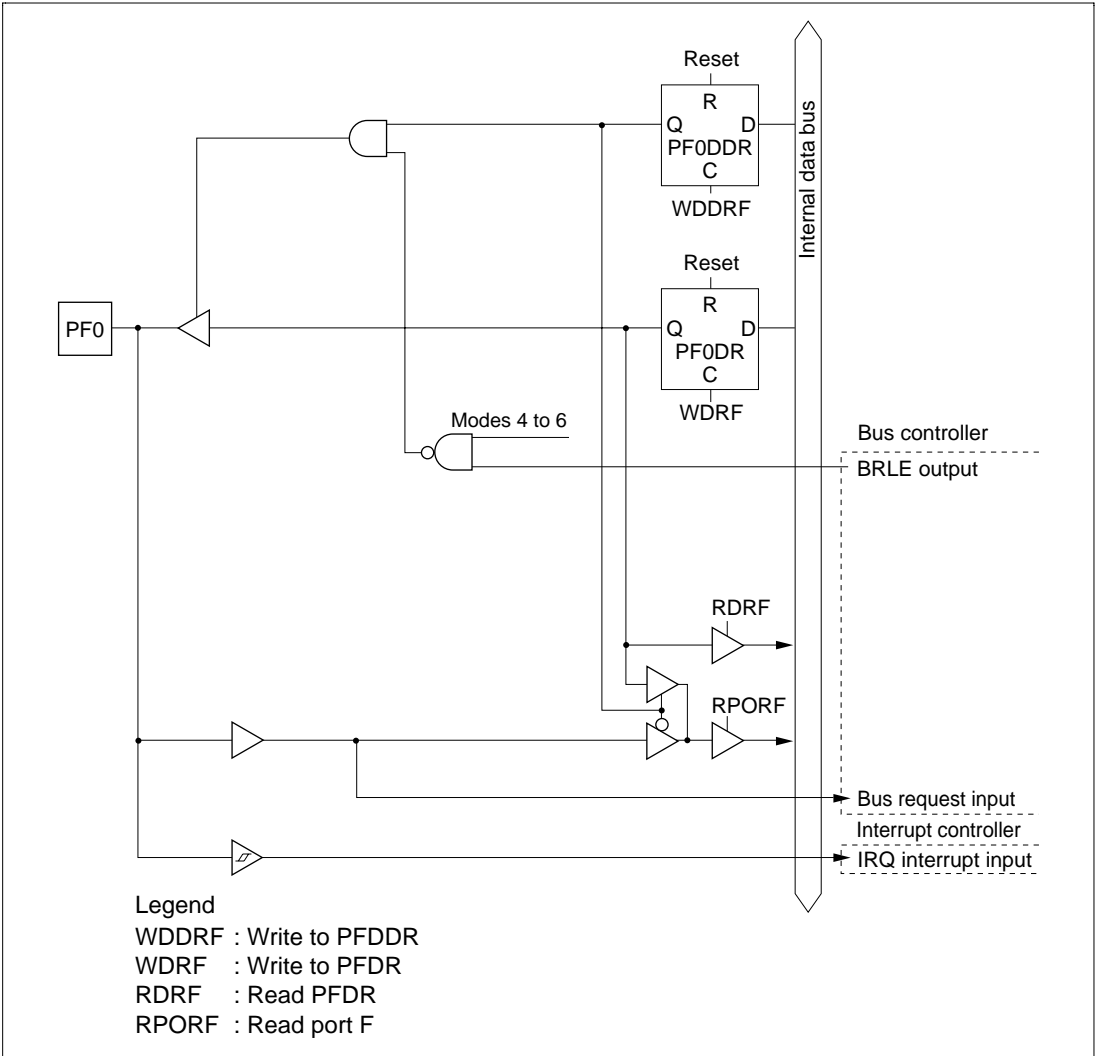 Reset
R
Q D
PF0DDR
C
WDDRF
Internal data bus
Reset
R
PF0
Q D
PF0DR
C
WDRF
Modes 4 to 6
Bus controller
BRLE output
RDRF
RPORF
Bus request input
Interrupt controller
IRQ interrupt input
Legend
WDDRF : Write to PFDDR
WDRF : Write to PFDR
RDRF : Read PFDR
RPORF : Read port F